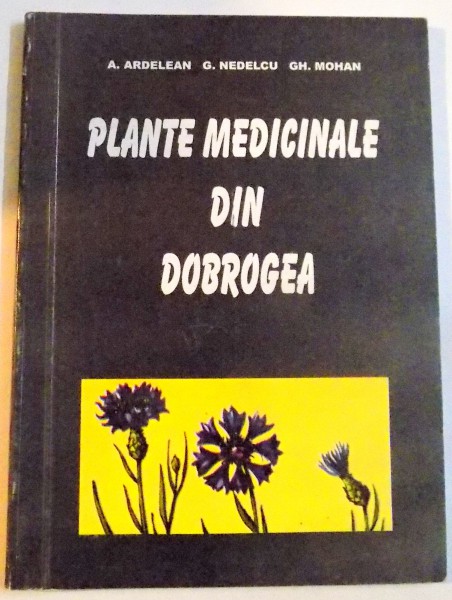 A. ARDELEAN G. NEDELCU GH. MOHAN
PLANTE MEDICINALE
DIN
DOBROGEA